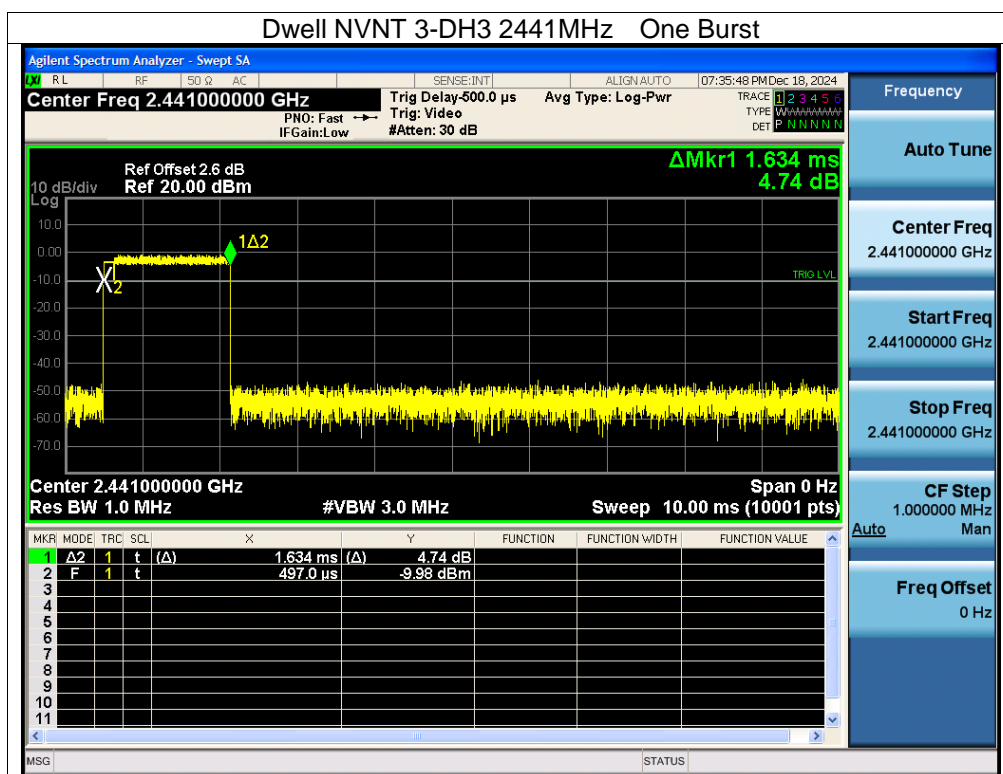 Dwell NVNT 3-DH3 2441MHz One Burst
Agilent Spectrum Analyzer - Swept SA
LXI RL RF 50 Ω AC SENSE:INT ALIGN AUTO 07:35:48 PM Dec 18, 2024
Center Freq 2.441000000 GHz Trig Delay-500.0 µs Avg Type: Log-Pwr TRACE 1 2 3 4 5 6
PNO: Fast Trig: Video TYPE WWWWWW
IFGain:Low #Atten: 30 dB DET P N N N N N
Frequency
Auto Tune
Center Freq
2.441000000 GHz
Start Freq
2.441000000 GHz
Stop Freq
2.441000000 GHz
CF Step
1.000000 MHz
Auto Man
Freq Offset
0 Hz
ΔMkr1 1.634 ms
4.74 dB
Ref Offset 2.6 dB
10 dB/div Ref 20.00 dBm
Log
10.0
0.00
-10.0
-20.0
-30.0
-40.0
-50.0
-60.0
-70.0
1Δ2
X2
TRIG LVL
Center 2.441000000 GHz Span 0 Hz
Res BW 1.0 MHz #VBW 3.0 MHz Sweep 10.00 ms (10001 pts)
MKR MODE TRC SCL X Y FUNCTION FUNCTION WIDTH FUNCTION VALUE
1 Δ2 1 t (Δ) 1.634 ms (Δ) 4.74 dB
2 F 1 t 497.0 µs -9.98 dBm
3
4
5
6
7
8
9
10
11
MSG STATUS